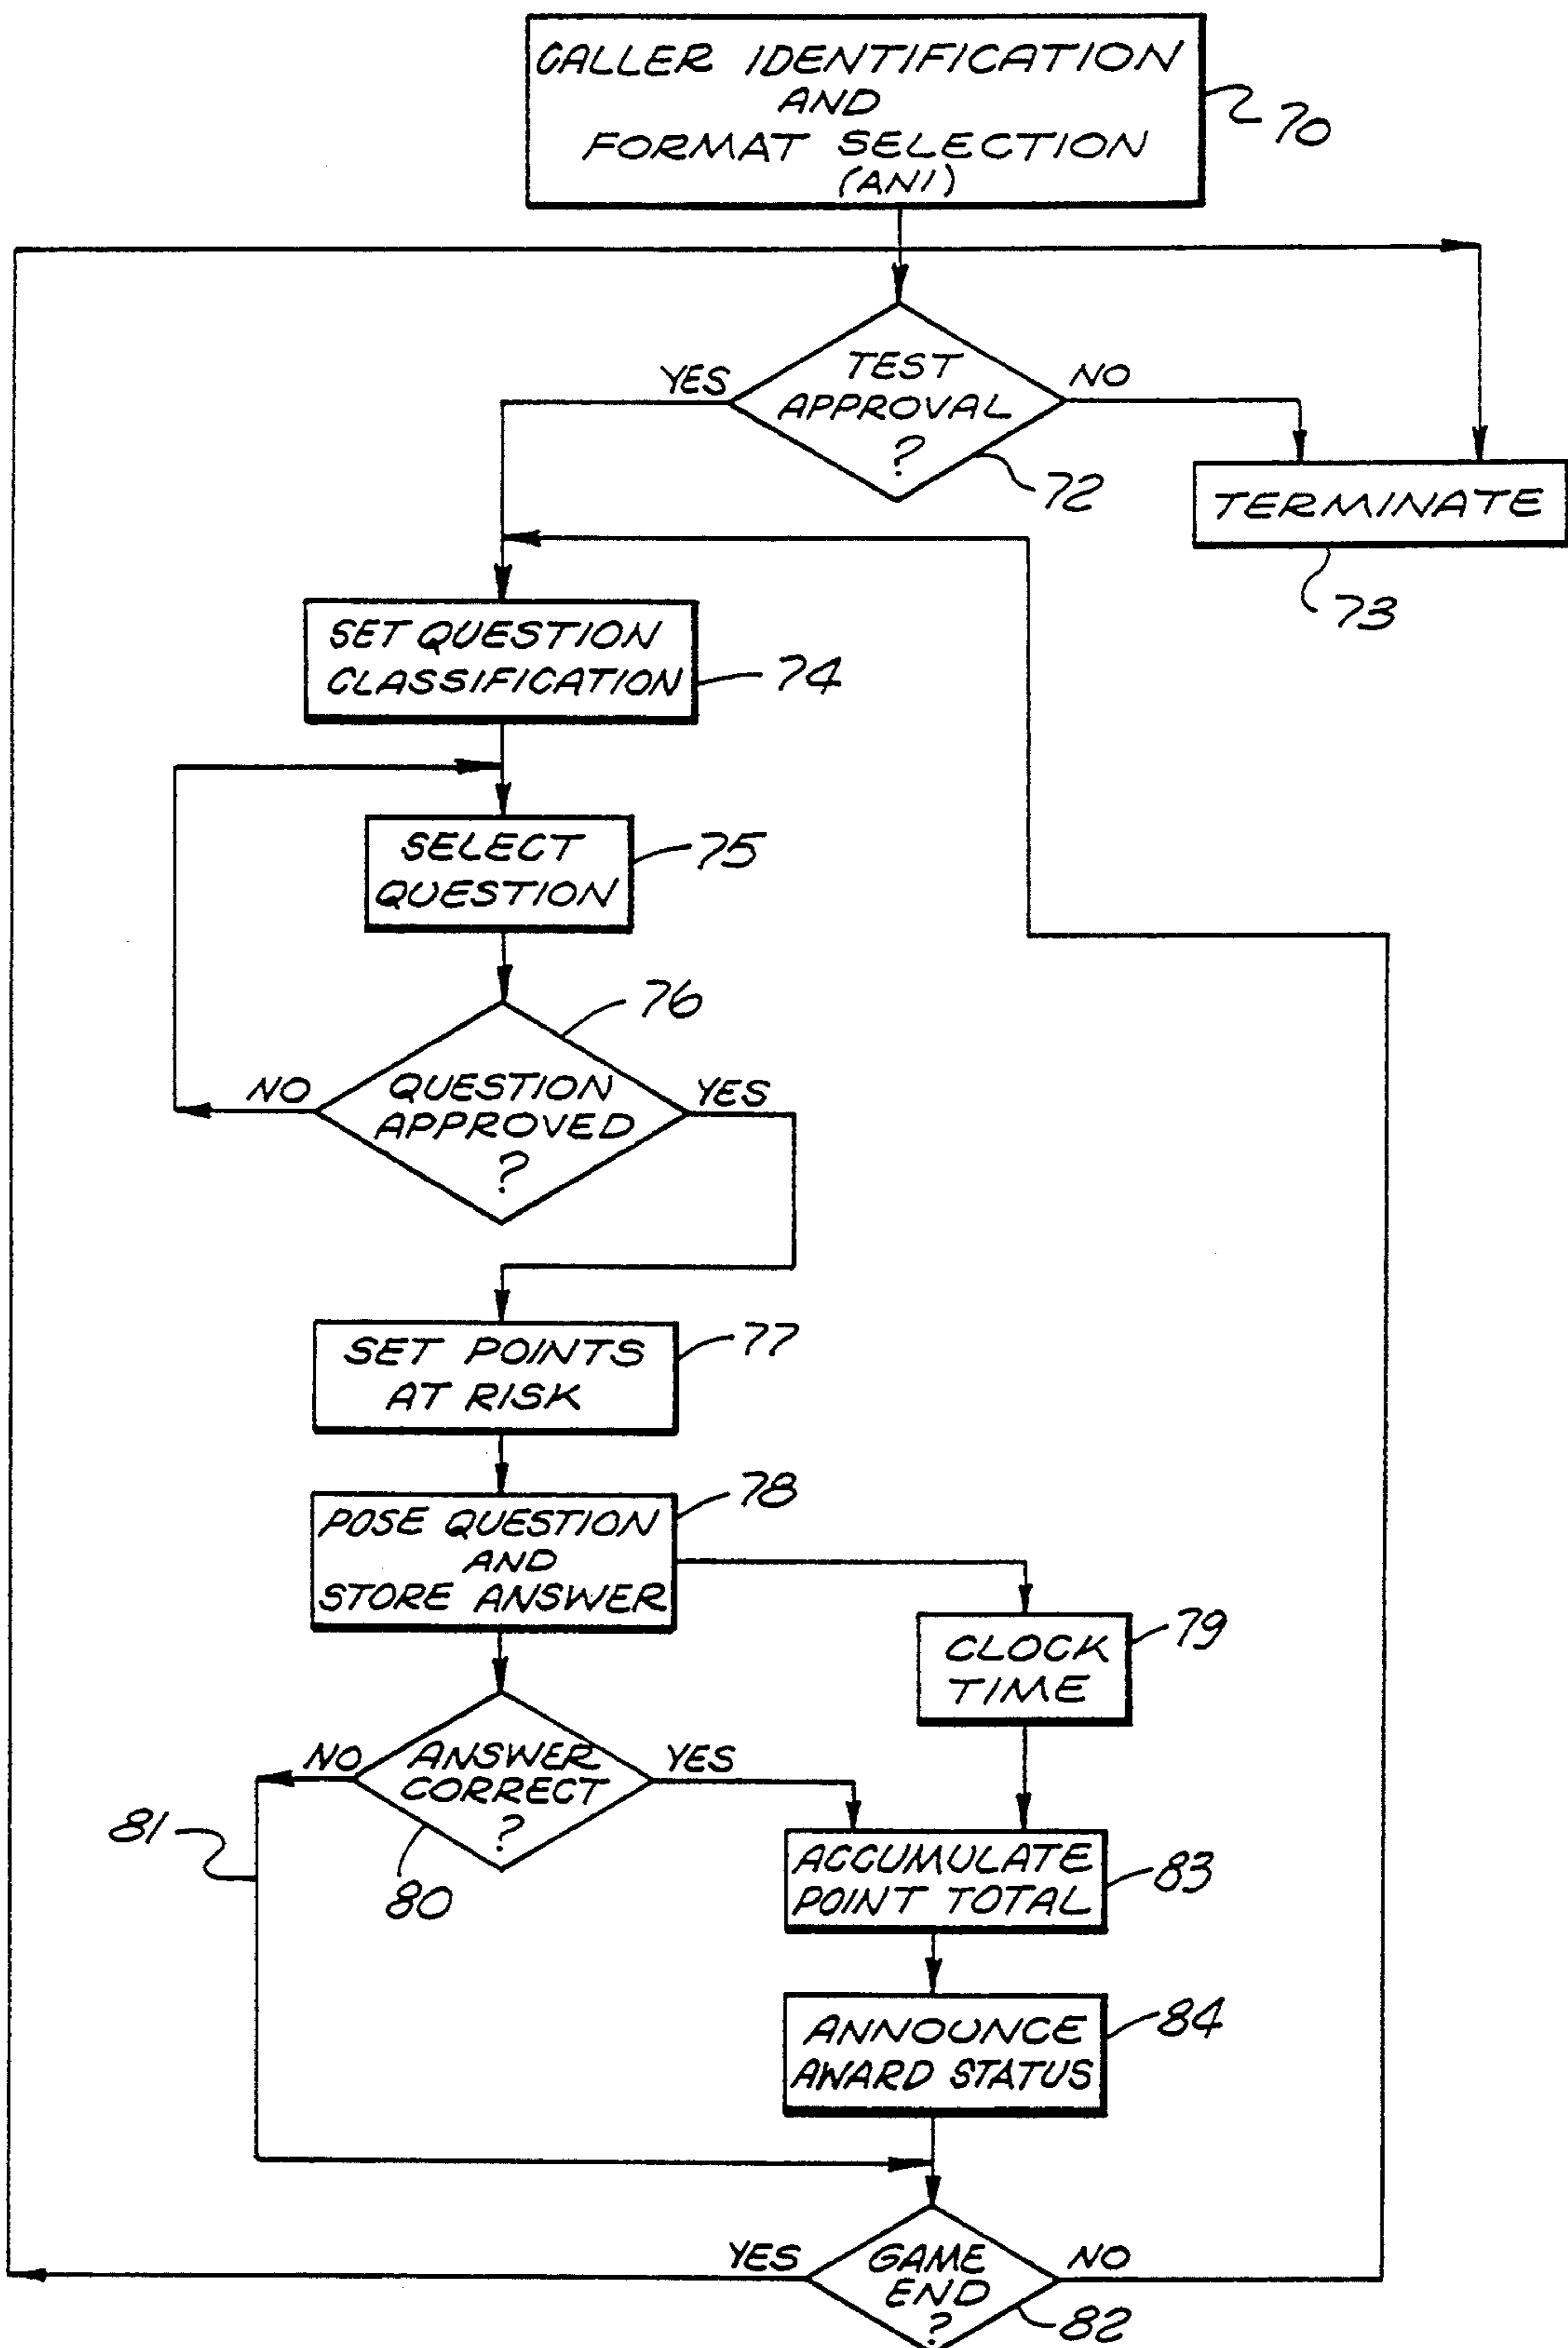 CALLER IDENTIFICATION
AND
FORMAT SELECTION
(ANI)
70
TEST
APPROVAL
?
YES
NO
72
TERMINATE
73
SET QUESTION
CLASSIFICATION
74
SELECT
QUESTION
75
76
QUESTION
APPROVED
?
NO
YES
SET POINTS
AT RISK
77
POSE QUESTION
AND
STORE ANSWER
78
CLOCK
TIME
79
ANSWER
CORRECT
?
NO
YES
81
80
ACCUMULATE
POINT TOTAL
83
ANNOUNCE
AWARD STATUS
84
YES
GAME
END
?
NO
82